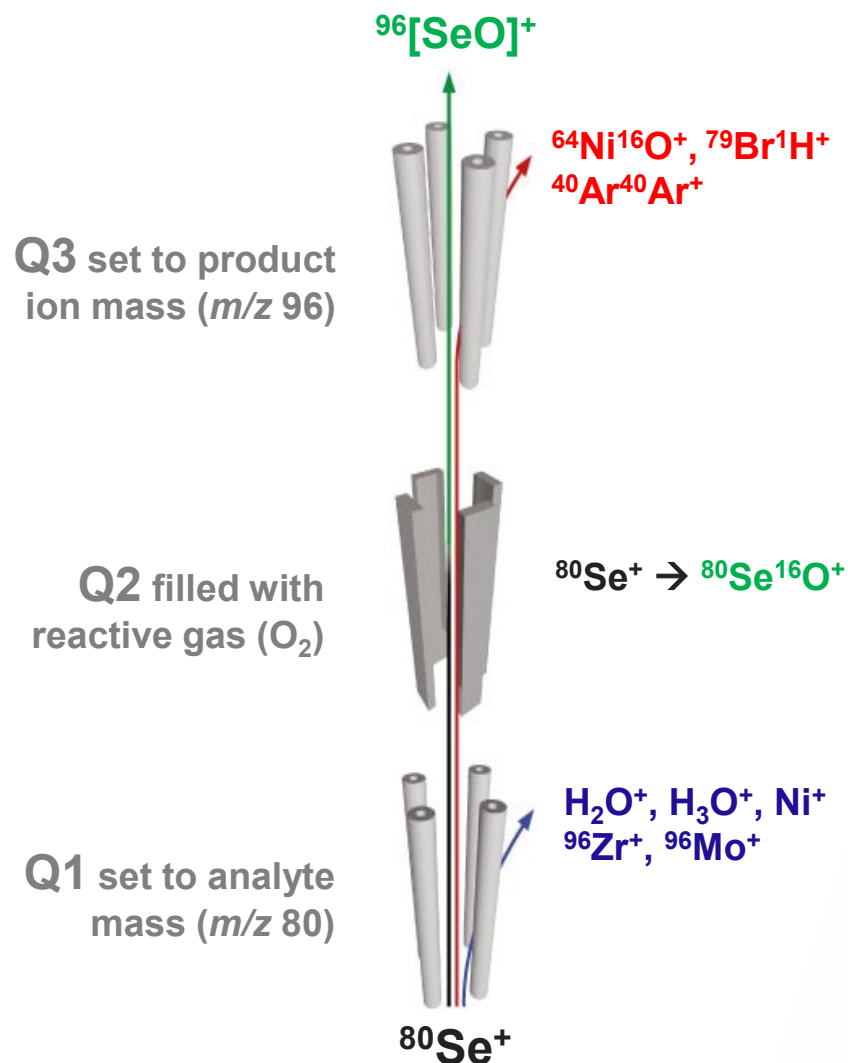 ⁹⁶[SeO]⁺
⁶⁴Ni¹⁶O⁺, ⁷⁹Br¹H⁺
⁴⁰Ar⁴⁰Ar⁺
Q3 set to product
ion mass (m/z 96)
Q2 filled with
reactive gas (O₂)
⁸⁰Se⁺ → ⁸⁰Se¹⁶O⁺
H₂O⁺, H₃O⁺, Ni⁺
⁹⁶Zr⁺, ⁹⁶Mo⁺
Q1 set to analyte
mass (m/z 80)
⁸⁰Se⁺